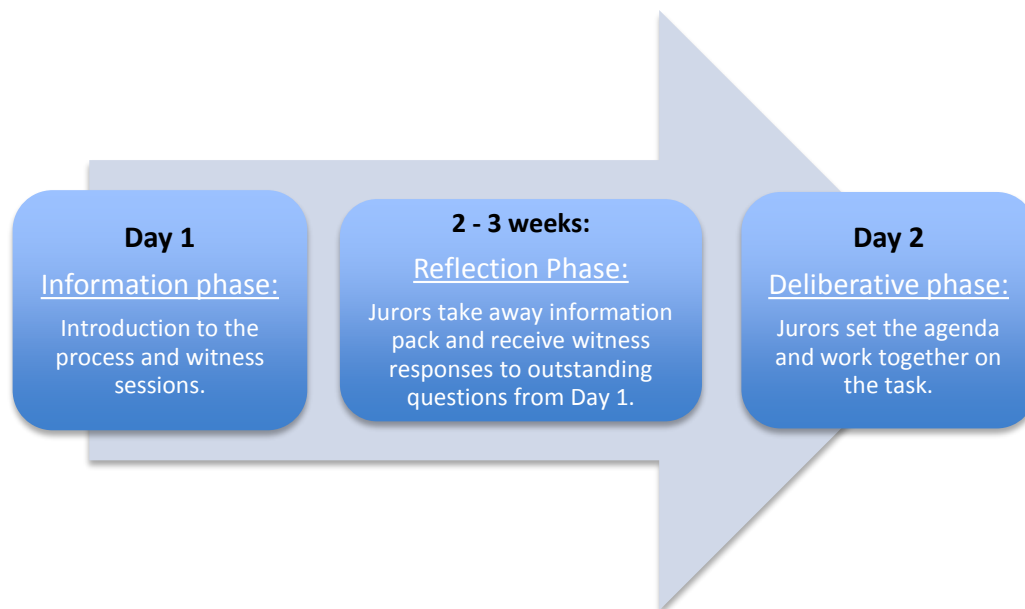 Day 1
Information phase:
Introduction to the
process and witness
sessions.
2 - 3 weeks:
Reflection Phase:
Jurors take away information
pack and receive witness
responses to outstanding
questions from Day 1.
Day 2
Deliberative phase:
Jurors set the agenda
and work together on
the task.